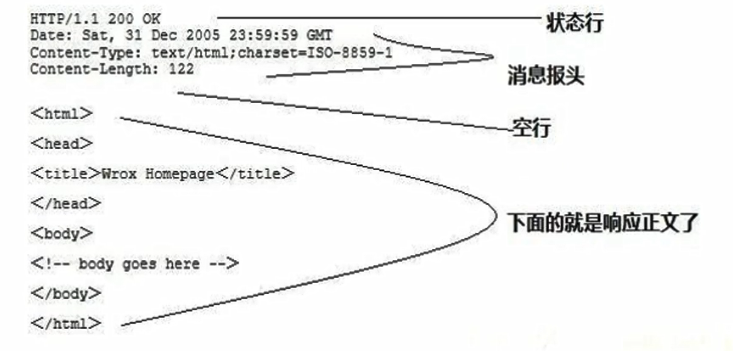 HTTP/1.1 200 OK
状态行
Date: Sat, 31 Dec 2005 23:59:59 GMT
Content-Type: text/html;charset=ISO-8859-1
Content-Length: 122
消息报头
空行
<html>
<head>
<title>Wrox Homepage</title>
</head>
<body>
<!-- body goes here -->
</body>
</html>
下面的就是响应正文了